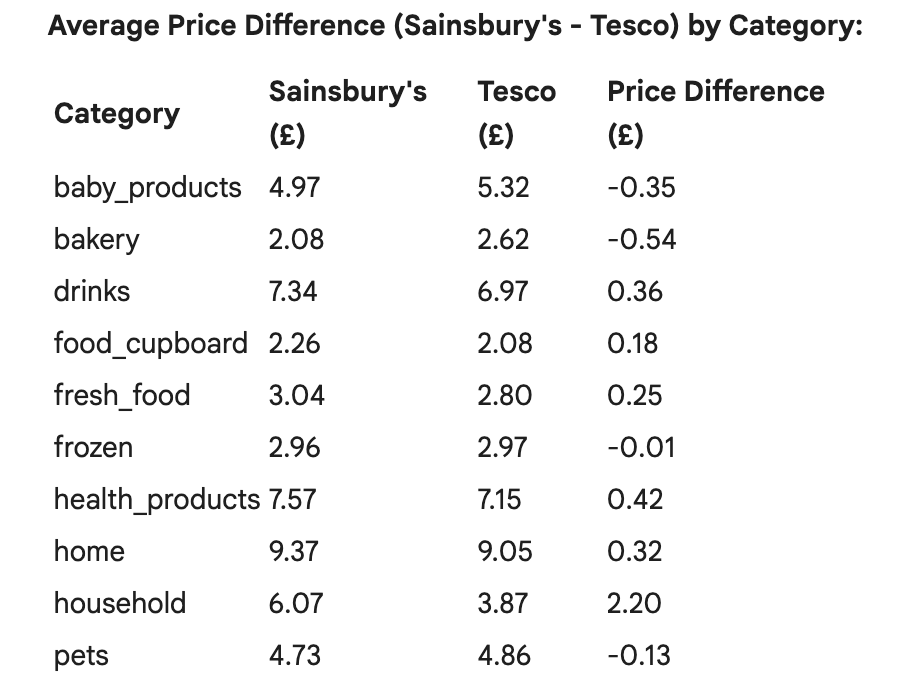 Average Price Difference (Sainsbury's - Tesco) by Category:
Category Sainsbury's (£) Tesco (£) Price Difference (£)
baby_products 4.97 5.32 -0.35
bakery 2.08 2.62 -0.54
drinks 7.34 6.97 0.36
food_cupboard 2.26 2.08 0.18
fresh_food 3.04 2.80 0.25
frozen 2.96 2.97 -0.01
health_products 7.57 7.15 0.42
home 9.37 9.05 0.32
household 6.07 3.87 2.20
pets 4.73 4.86 -0.13